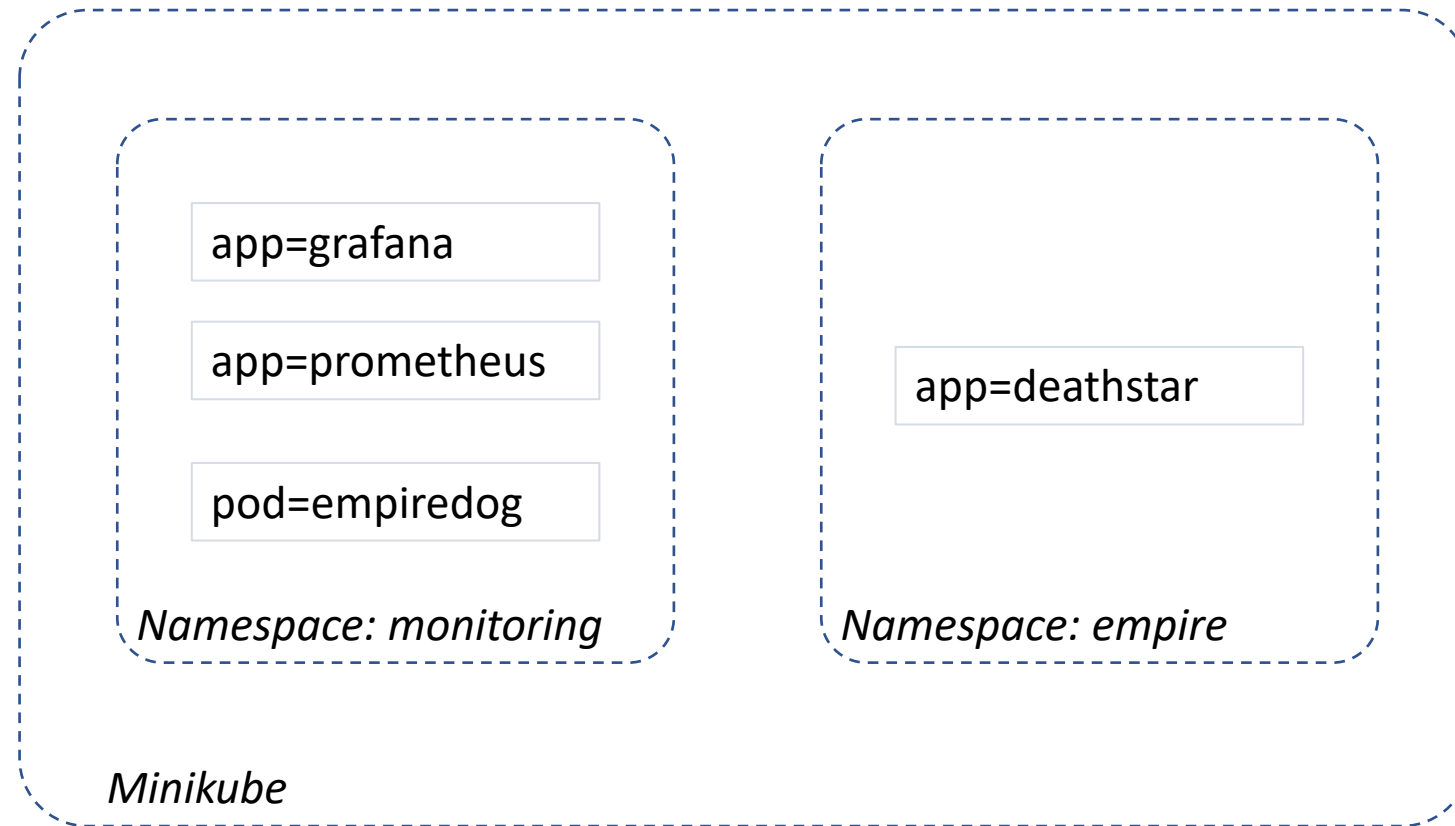 app=grafana
app=prometheus
pod=empiredog
Namespace: monitoring
app=deathstar
Namespace: empire
Minikube